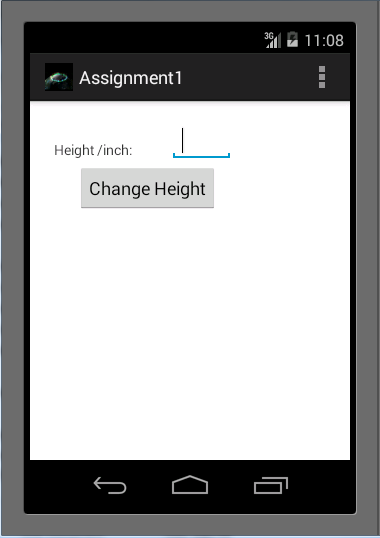 3G 11:08
Assignment1
Height /inch:
Change Height